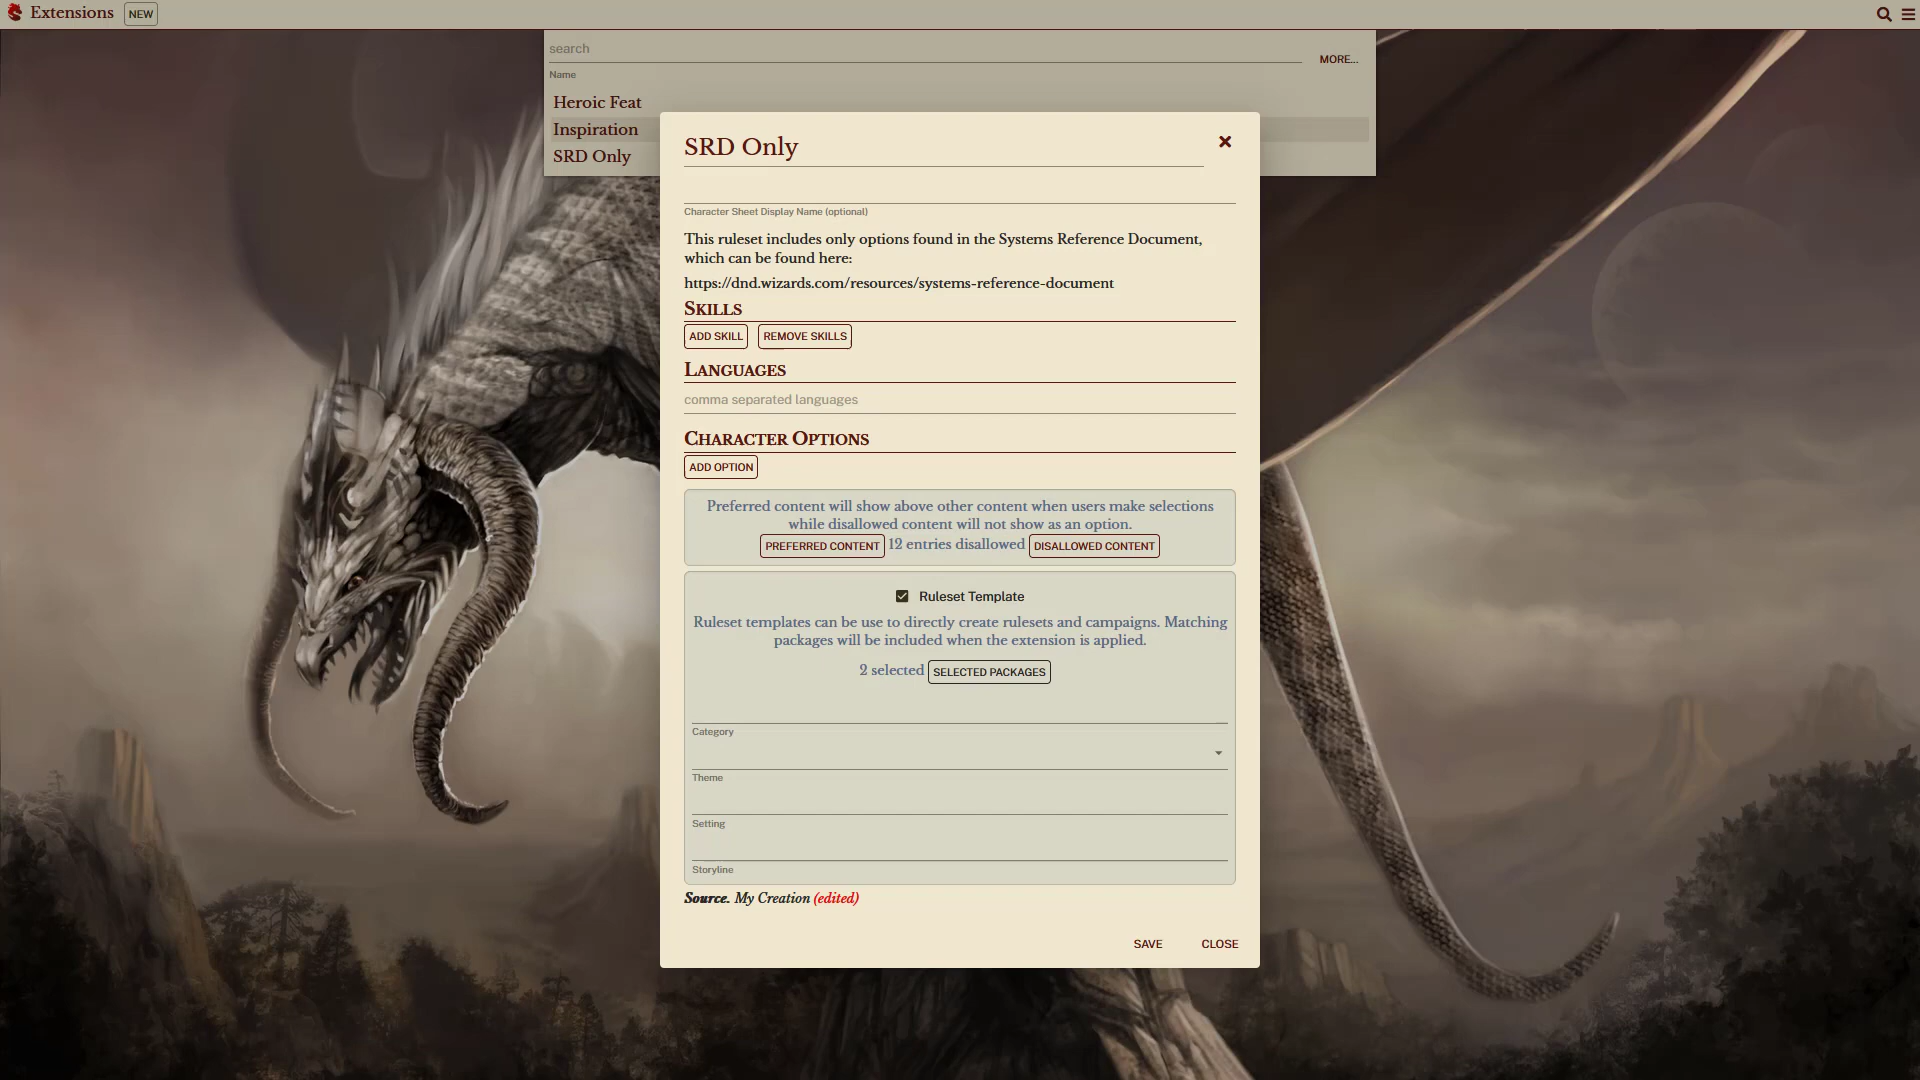 Extensions NEW
search
MORE...
Name
Heroic Feat
Inspiration
SRD Only
SRD Only
Character Sheet Display Name (optional)
This ruleset includes only options found in the Systems Reference Document,
which can be found here:
https://dnd.wizards.com/resources/systems-reference-document
SKILLS
ADD SKILL REMOVE SKILLS
LANGUAGES
comma separated languages
CHARACTER OPTIONS
ADD OPTION
Preferred content will show above other content when users make selections
while disallowed content will not show as an option.
PREFERRED CONTENT 12 entries disallowed DISALLOWED CONTENT
Ruleset Template
Ruleset templates can be use to directly create rulesets and campaigns. Matching
packages will be included when the extension is applied.
2 selected SELECTED PACKAGES
Category
Theme
Setting
Storyline
Source. My Creation (edited)
SAVE CLOSE